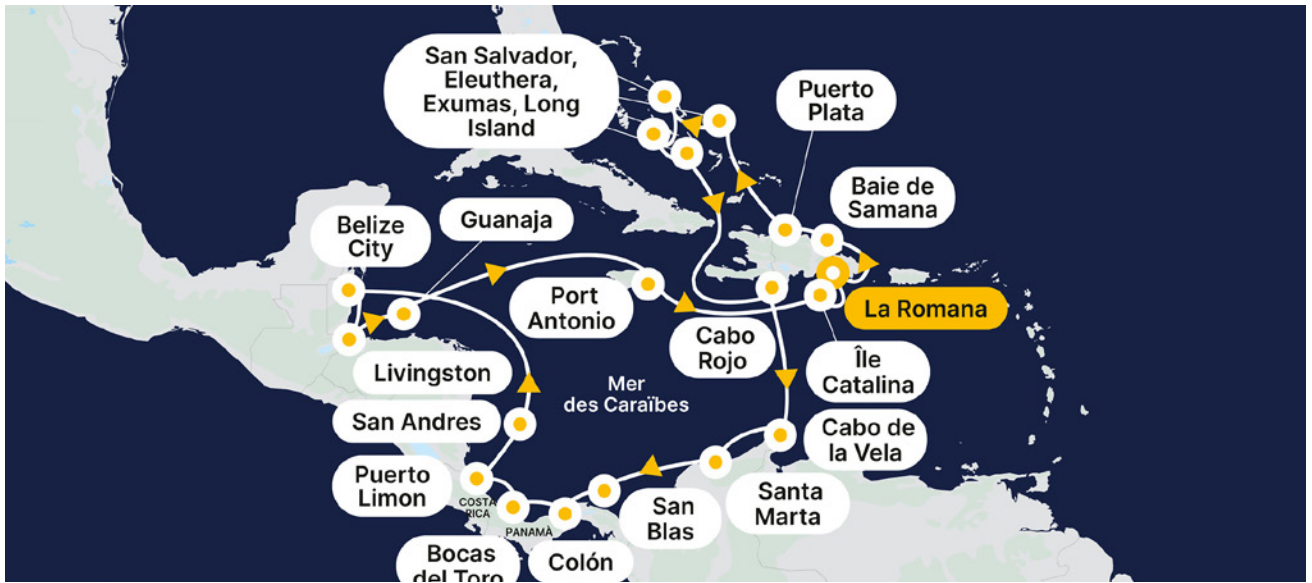 San Salvador,
Eleuthera,
Exumas, Long
Island
Puerto
Plata
Baie de
Samana
Belize
City
Guanaja
Port
Antonio
La Romana
Cabo
Rojo
Île
Catalina
Livingston
Mer
des Caraïbes
San Andres
Cabo de
la Vela
Puerto
Limon
COSTA
RICA
Santa
Marta
San
Blas
PANAMÀ
Colón
Bocas
del Toro